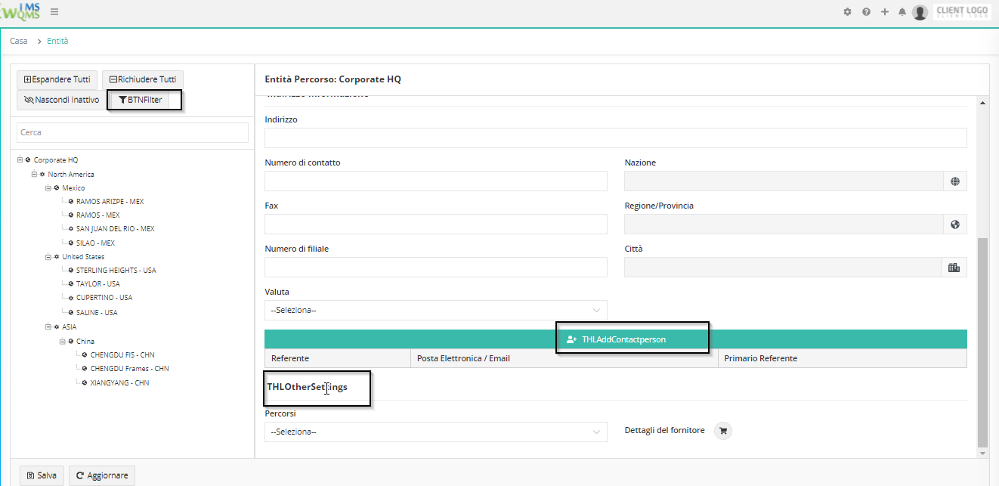 IMS
EWQMS
CLIENT LOGO
CLIENT LOGO
Casa > Entità
Espandere Tutti
Richiudere Tutti
Nascondi inattivo
BTNFilter
Cerca
Corporate HQ
North America
Mexico
RAMOS ARIZPE - MEX
RAMOS - MEX
SAN JUAN DEL RIO - MEX
SILAO - MEX
United States
STERLING HEIGHTS - USA
TAYLOR - USA
CUPERTINO - USA
SALINE - USA
ASIA
China
CHENGDU FIS - CHN
CHENGDU Frames - CHN
XIANGYANG - CHN
Entità Percorso: Corporate HQ
Indirizzo Informazione
Indirizzo
Numero di contatto
Nazione
Fax
Regione/Provincia
Numero di filiale
Città
Valuta
--Seleziona--
THLAddContactperson
Referente
Posta Elettronica / Email
Primario Referente
THLOtherSettings
Percorsi
--Seleziona--
Dettagli del fornitore
Salva
Aggiornare